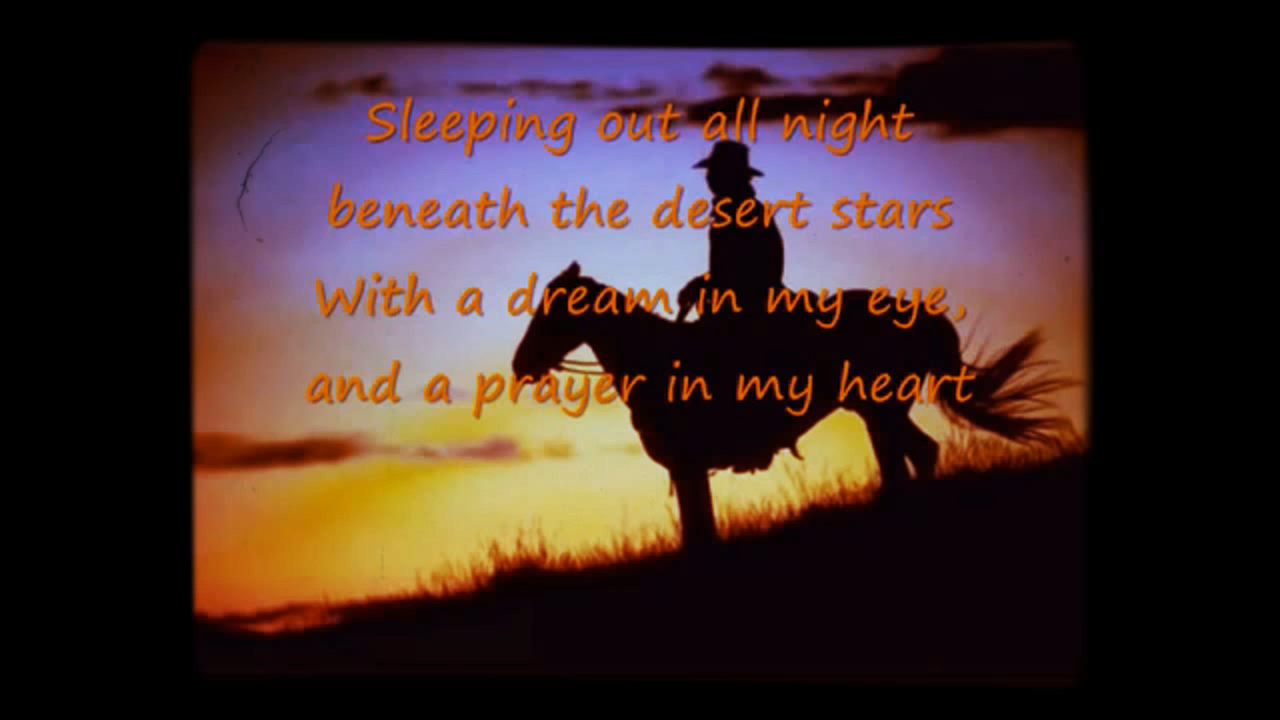 Sleeping out all night
beneath the desert stars
With a dream in my eye,
and a prayer in my heart